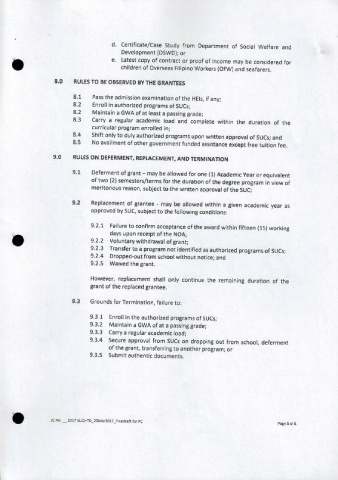 d. Certificate/Case Study from Department of Social Welfare and
Development (DSWD); or
e. Latest copy of contract or proof of income may be considered for
children of Overseas Filipino Workers (OFW) and seafarers.
8.0 RULES TO BE OBSERVED BY THE GRANTEES
8.1 Pass the admission examination of the HEIs, if any;
8.2 Enroll in authorized programs of SUCs;
8.2 Maintain a GWA of at least a passing grade;
8.3 Carry a regular academic load and complete within the duration of the
curricular program enrolled in;
8.4 Shift only to duly authorized programs upon written approval of SUCs; and
8.5 No availment of other government funded assistance except free tuition fee.
9.0 RULES ON DEFERMENT, REPLACEMENT, AND TERMINATION
9.1 Deferment of grant – may be allowed for one (1) Academic Year or equivalent
of two (2) semesters/terms for the duration of the degree program in view of
meritorious reason, subject to the written approval of the SUC;
9.2 Replacement of grantee - may be allowed within a given academic year as
approved by SUC, subject to the following conditions:
9.2.1 Failure to confirm acceptance of the award within fifteen (15) working
days upon receipt of the NOA;
9.2.2 Voluntary withdrawal of grant;
9.2.3 Transfer to a program not identified as authorized programs of SUCs;
9.2.4 Dropped-out from school without notice; and
9.2.5 Waived the grant.
However, replacement shall only continue the remaining duration of the
grant of the replaced grantee.
9.3 Grounds for Termination, failure to:
9.3.1 Enroll in the authorized programs of SUCs;
9.3.2 Maintain a GWA of at a passing grade;
9.3.3 Carry a regular academic load;
9.3.4 Secure approval from SUCs on dropping out from school, deferment
of the grant, transferring to another program; or
9.3.5 Submit authentic documents.
Page 5 of 8